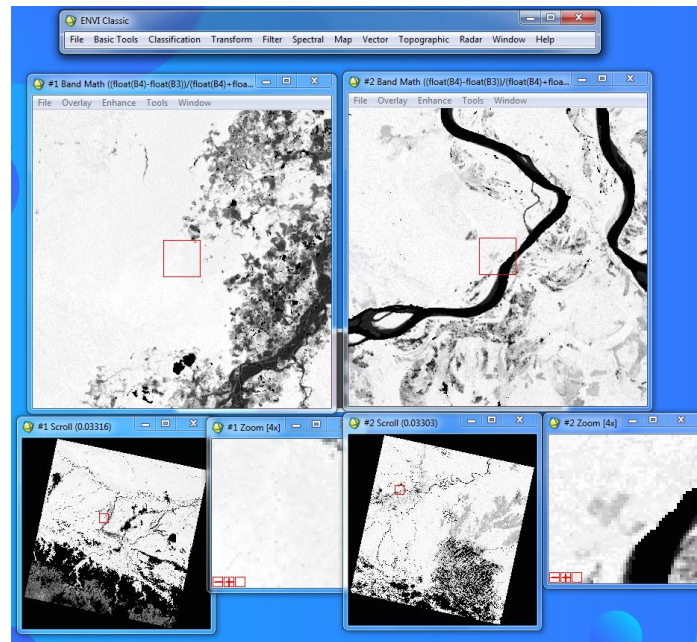 ENVI Classic
File Basic Tools Classification Transform Filter Spectral Map Vector Topographic Radar Window Help
#1 Band Math ((float(B4)-float(B3))/(float(B4)+floa...
File Overlay Enhance Tools Window
#2 Band Math ((float(B4)-float(B3))/(float(B4)+floa...
File Overlay Enhance Tools Window
#1 Scroll (0.03316)
#1 Zoom [4x]
#2 Scroll (0.03303)
#2 Zoom [4x]